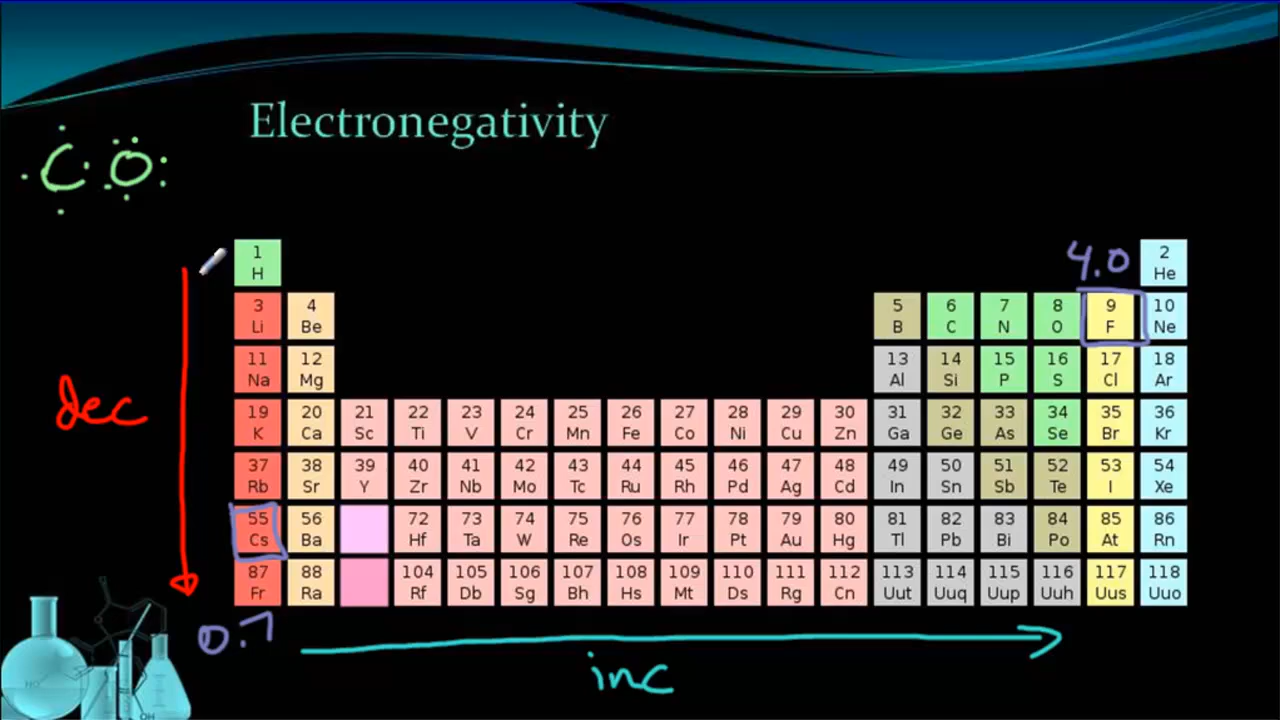 Electronegativity
C O
4.0
1 2
H He
3 4 5 6 7 8 9 10
Li Be B C N O F Ne
11 12 13 14 15 16 17 18
Na Mg Al Si P S Cl Ar
19 20 21 22 23 24 25 26 27 28 29 30 31 32 33 34 35 36
K Ca Sc Ti V Cr Mn Fe Co Ni Cu Zn Ga Ge As Se Br Kr
dec
37 38 39 40 41 42 43 44 45 46 47 48 49 50 51 52 53 54
Rb Sr Y Zr Nb Mo Tc Ru Rh Pd Ag Cd In Sn Sb Te I Xe
55 56 72 73 74 75 76 77 78 79 80 81 82 83 84 85 86
Cs Ba Hf Ta W Re Os Ir Pt Au Hg Tl Pb Bi Po At Rn
87 88 104 105 106 107 108 109 110 111 112 113 114 115 116 117 118
Fr Ra Rf Db Sg Bh Hs Mt Ds Rg Cn Uut Uuq Uup Uuh Uus Uuo
0.7
inc
OH